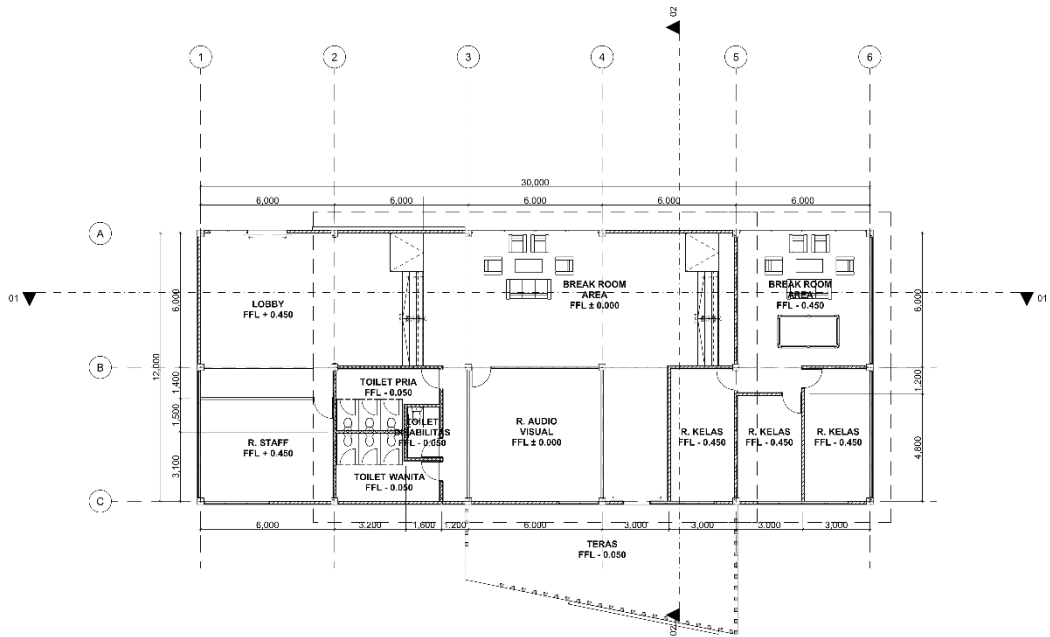 02
1
2
3
4
5
6
30,000
6,000
6,000
6,000
6,000
6,000
A
B
C
01
01
12,000
6,000
1,400
1,500
3,100
6,000
1,200
4,800
LOBBY
FFL + 0.450
BREAK ROOM
AREA
FFL ± 0.000
BREAK ROOM
AREA
FFL - 0.450
TOILET PRIA
FFL - 0.050
TOILET
DISABILITAS
FFL - 0.050
R. STAFF
FFL + 0.450
TOILET WANITA
FFL - 0.050
R. AUDIO
VISUAL
FFL ± 0.000
R. KELAS
FFL - 0.450
R. KELAS
FFL - 0.450
R. KELAS
FFL - 0.450
6,000
3,200
1,600
1,200
6,000
3,000
3,000
3,000
3,000
TERAS
FFL - 0.050
02